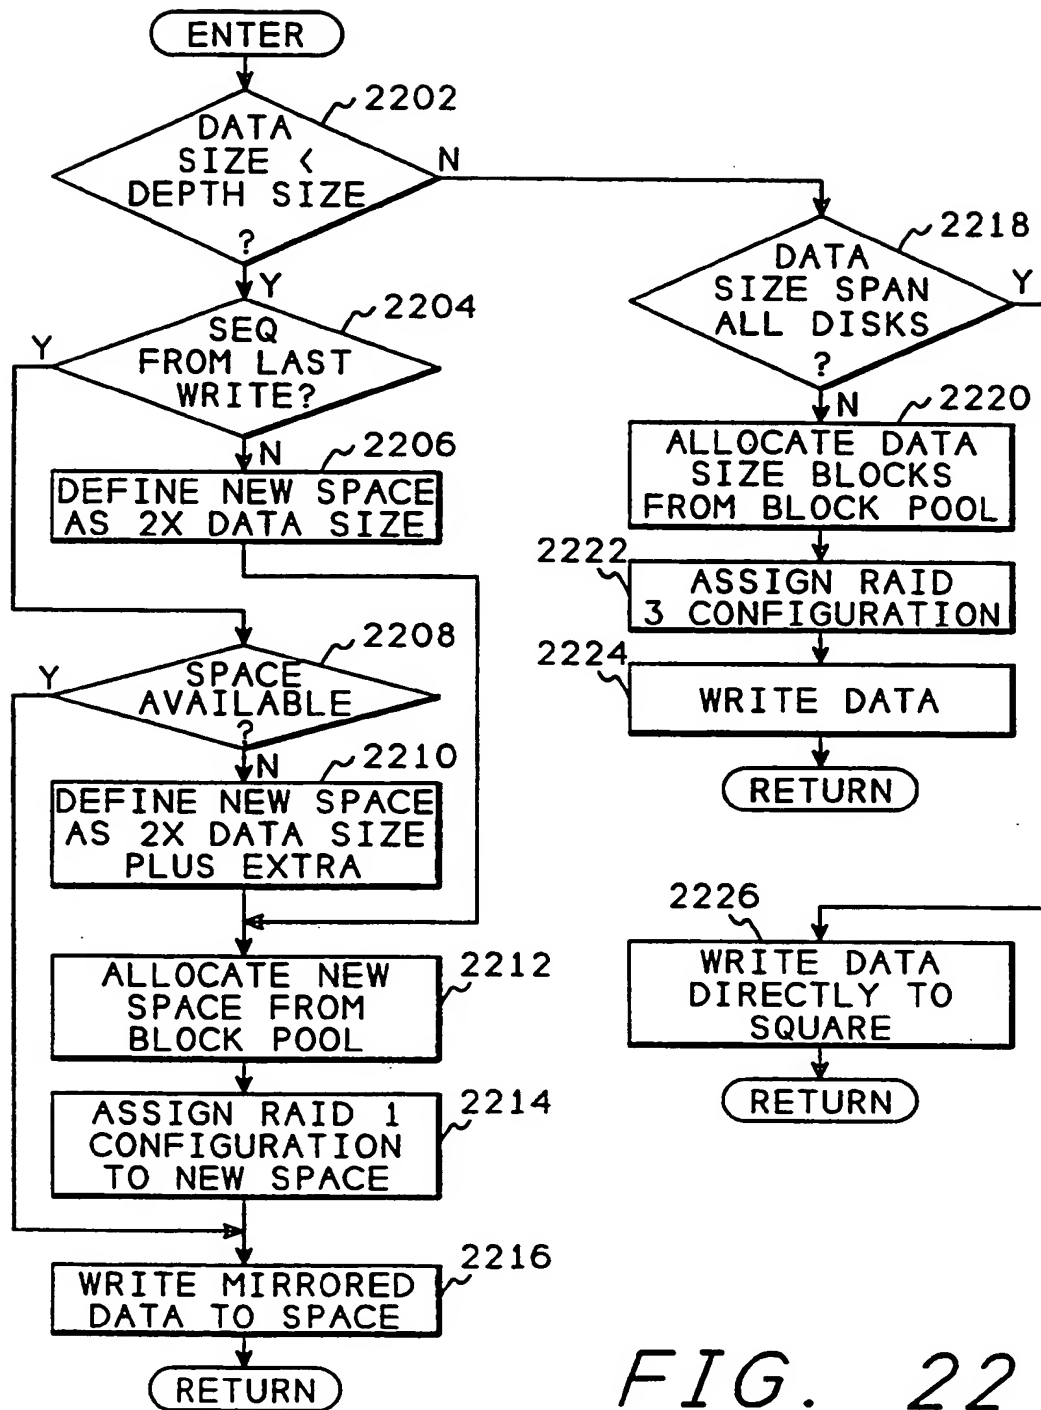 ENTER
2202
DATA
SIZE <
DEPTH SIZE
?
N
Y
2204
SEQ
FROM LAST
WRITE?
Y
N
2206
DEFINE NEW SPACE
AS 2X DATA SIZE
2208
SPACE
AVAILABLE
?
Y
N
2210
DEFINE NEW SPACE
AS 2X DATA SIZE
PLUS EXTRA
2212
ALLOCATE NEW
SPACE FROM
BLOCK POOL
2214
ASSIGN RAID 1
CONFIGURATION
TO NEW SPACE
2216
WRITE MIRRORED
DATA TO SPACE
RETURN
2218
DATA
SIZE SPAN
ALL DISKS
?
Y
N
2220
ALLOCATE DATA
SIZE BLOCKS
FROM BLOCK POOL
2222
ASSIGN RAID
3 CONFIGURATION
2224
WRITE DATA
RETURN
2226
WRITE DATA
DIRECTLY TO
SQUARE
RETURN
FIG. 22